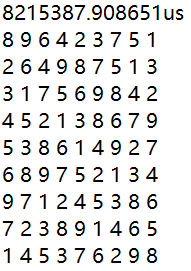 8215387.908651us
8 9 6 4 2 3 7 5 1
2 6 4 9 8 7 5 1 3
3 1 7 5 6 9 8 4 2
4 5 2 1 3 8 6 7 9
5 3 8 6 1 4 9 2 7
6 8 9 7 5 2 1 3 4
9 7 1 2 4 5 3 8 6
7 2 3 8 9 1 4 6 5
1 4 5 3 7 6 2 9 8